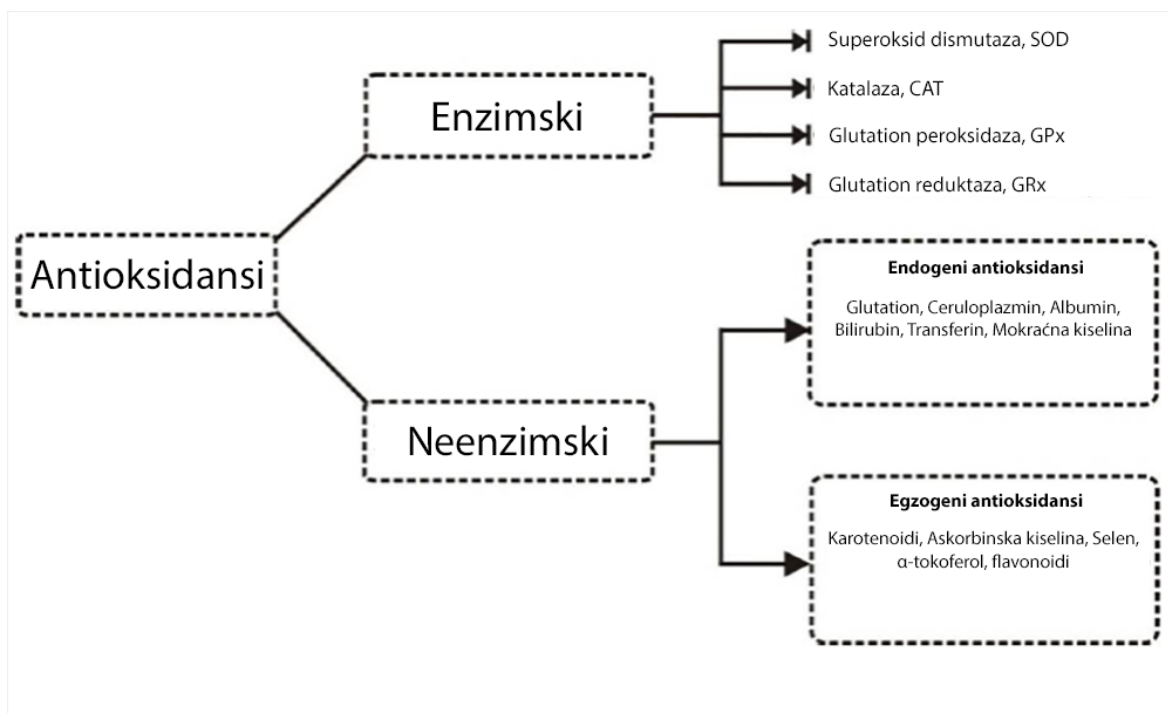 Superoksid dismutaza, SOD
Katalaza, CAT
Glutation peroksidaza, GPx
Glutation reduktaza, GRx
Enzimski
Antioksidansi
Neenzimski
Endogeni antioksidansi
Glutation, Ceruloplazmin, Albumin,
Bilirubin, Transferin, Mokraćna kiselina
Egzogeni antioksidansi
Karotenoidi, Askorbinska kiselina, Selen,
α-tokoferol, flavonoidi